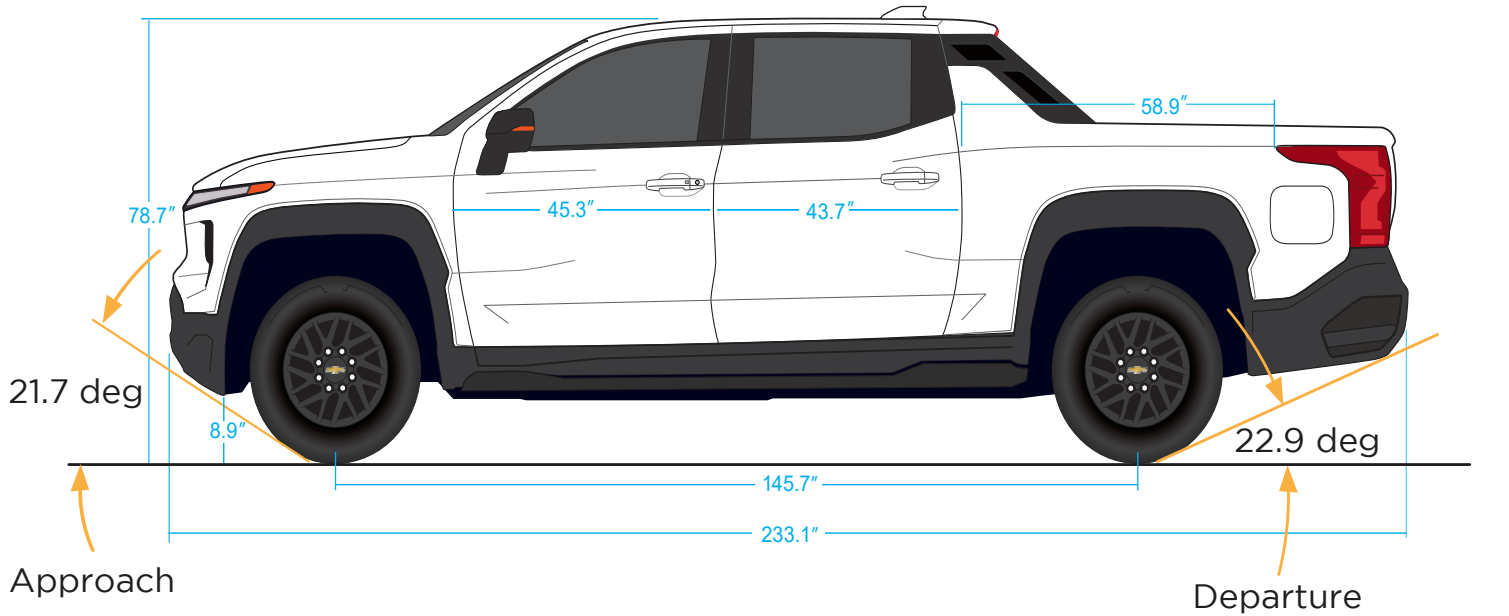 58.9″
78.7″
45.3″
43.7″
21.7 deg
8.9″
22.9 deg
145.7″
233.1″
Approach
Departure